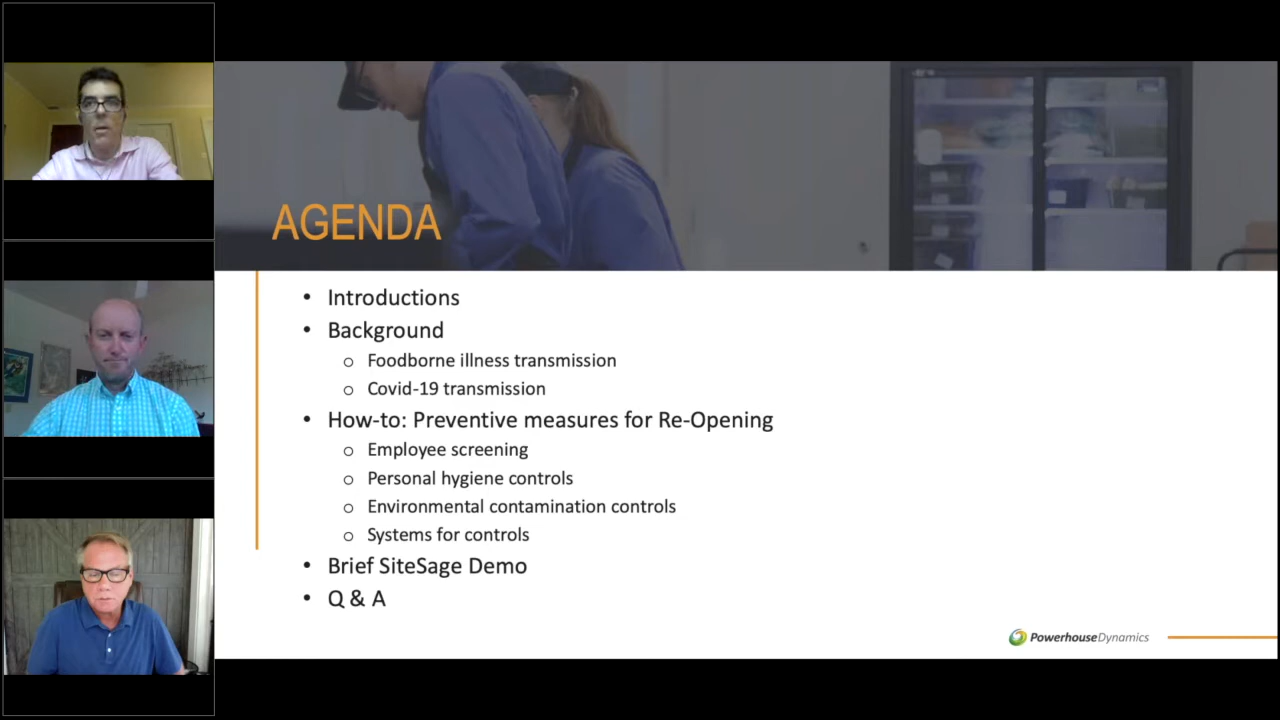 AGENDA
• Introductions
• Background
o Foodborne illness transmission
o Covid-19 transmission
• How-to: Preventive measures for Re-Opening
o Employee screening
o Personal hygiene controls
o Environmental contamination controls
o Systems for controls
• Brief SiteSage Demo
• Q & A
PowerhouseDynamics